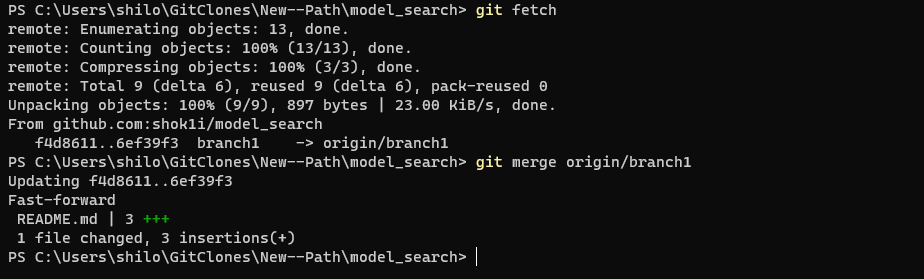 PS C:\Users\shilo\GitClones\New--Path\model_search> git fetch
remote: Enumerating objects: 13, done.
remote: Counting objects: 100% (13/13), done.
remote: Compressing objects: 100% (3/3), done.
remote: Total 9 (delta 6), reused 9 (delta 6), pack-reused 0
Unpacking objects: 100% (9/9), 897 bytes | 23.00 KiB/s, done.
From github.com:shok1i/model_search
   f4d8611..6ef39f3  branch1    -> origin/branch1
PS C:\Users\shilo\GitClones\New--Path\model_search> git merge origin/branch1
Updating f4d8611..6ef39f3
Fast-forward
 README.md | 3 +++
 1 file changed, 3 insertions(+)
PS C:\Users\shilo\GitClones\New--Path\model_search>